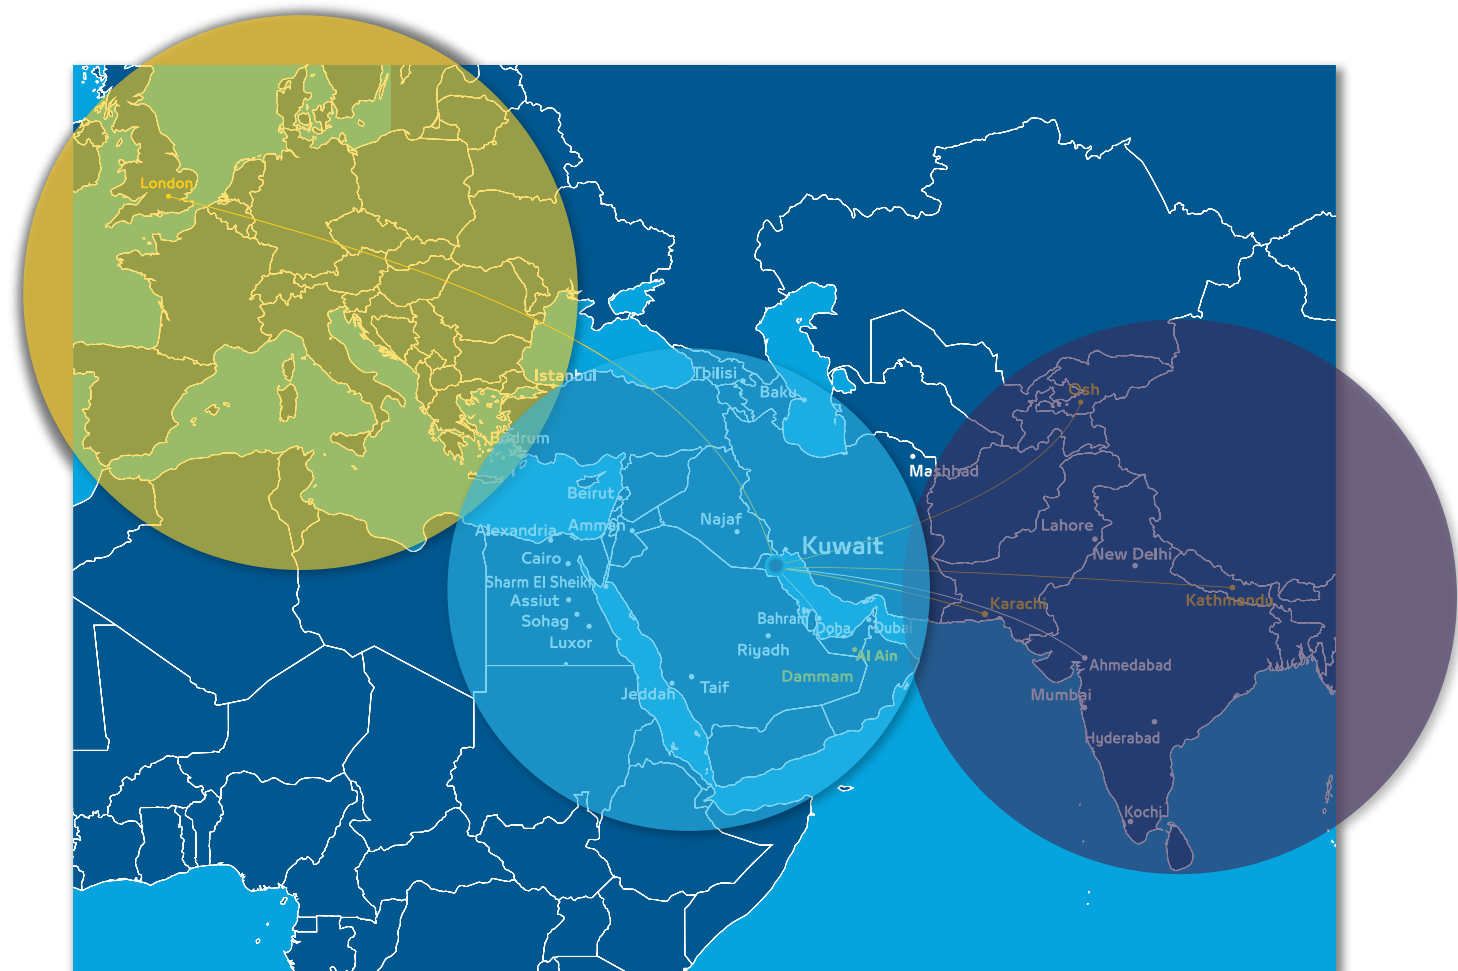 London
Istanbul
Tbilisi
Baku
Osh
Bodrum
Mashhad
Beirut
Alexandria
Amman
Najaf
Lahore
Kuwait
Cairo
New Delhi
Sharm El Sheikh
Assiut
Karachi
Kathmandu
Sohag
Bahrain
Doha
Dubai
Luxor
Riyadh
Al Ain
Ahmedabad
Dammam
Jeddah
Taif
Mumbai
Hyderabad
Kochi